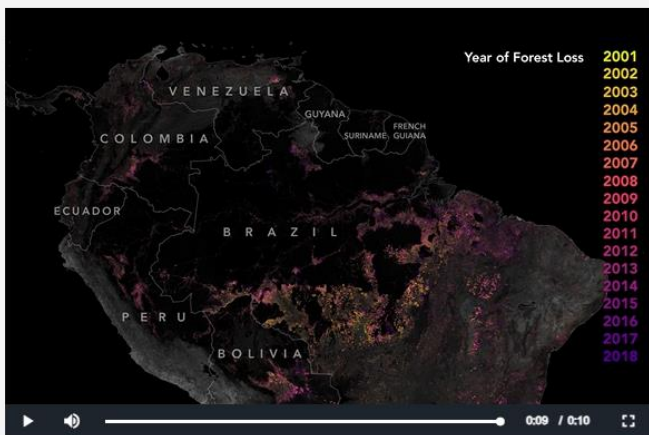 Year of Forest Loss
2001
2002
2003
2004
2005
2006
2007
2008
2009
2010
2011
2012
2013
2014
2015
2016
2017
2018
VENEZUELA
GUYANA
SURINAME
FRENCH
GUIANA
COLOMBIA
ECUADOR
BRAZIL
PERU
BOLIVIA
0:09 / 0:10